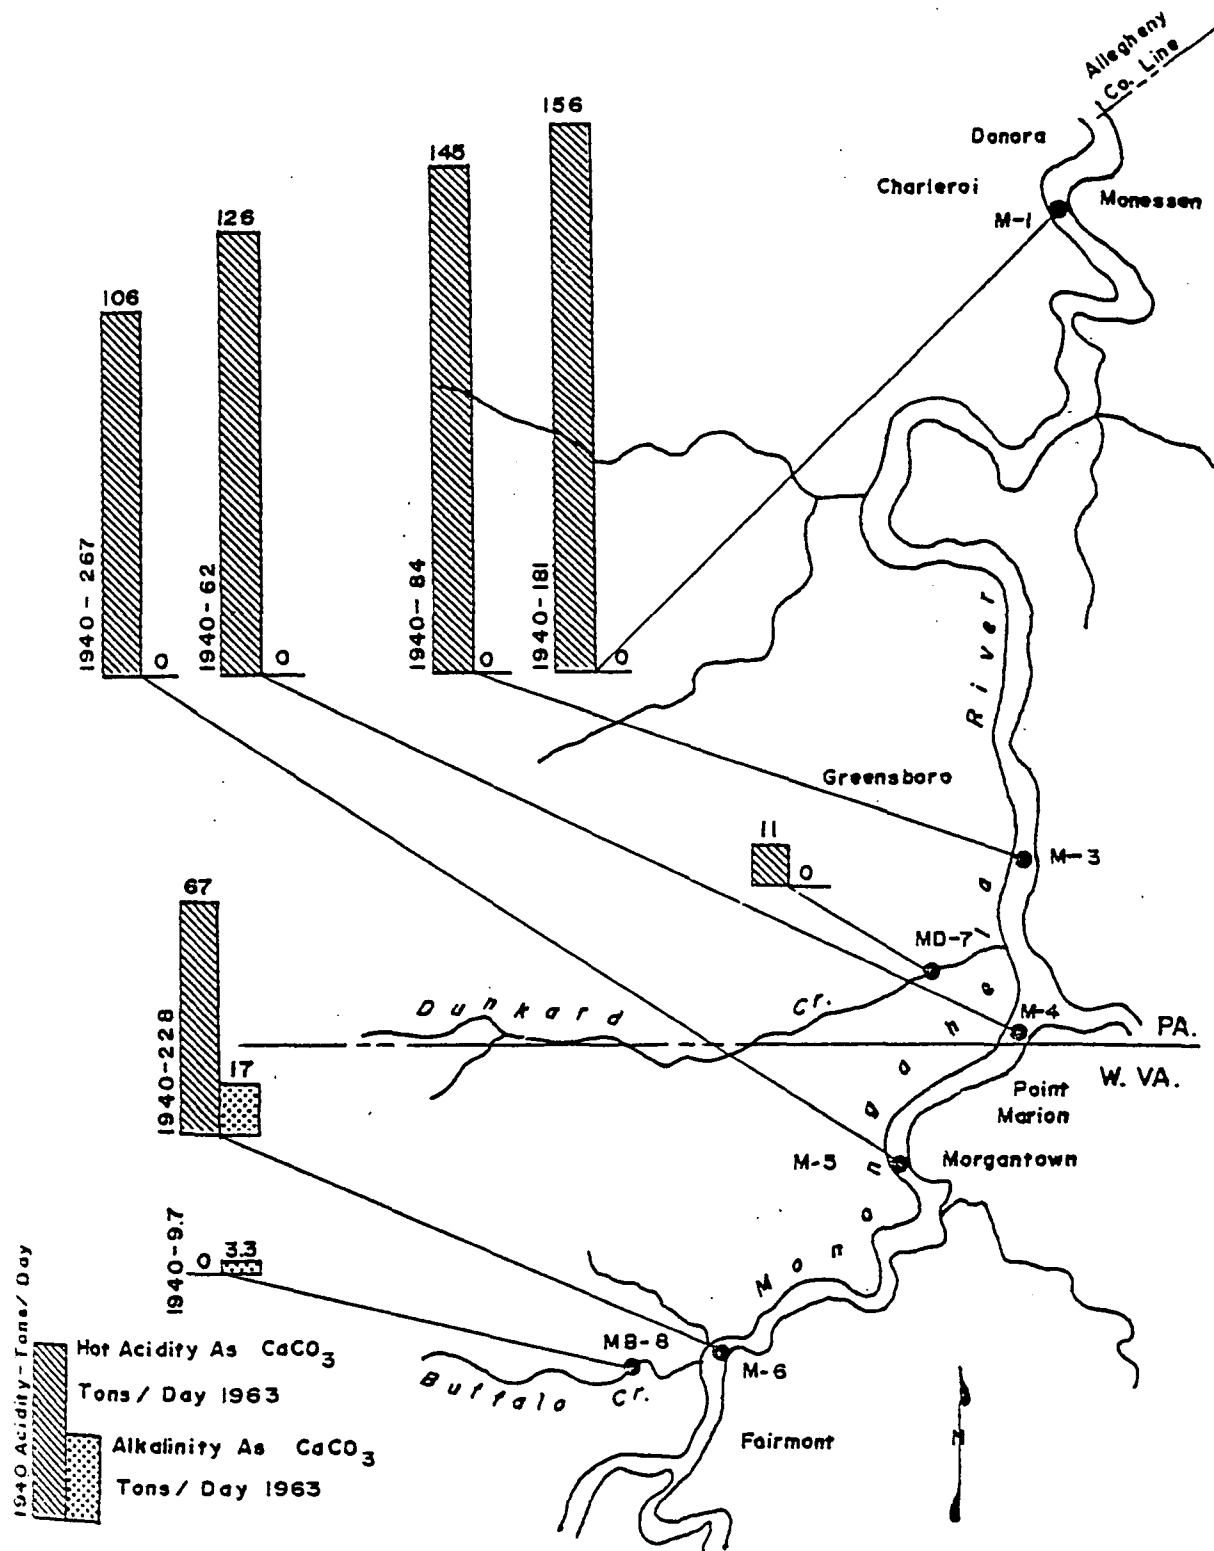 Allegheny
Co. Line
Donora
Charleroi
Monessen
M-1
156
145
126
106
1940-267
0
1940-62
0
1940-84
0
1940-181
0
River
Greensboro
M-3
11
0
MD-7
67
1940-228
17
Dunkard Cr.
M-4
PA.
W. VA.
Point
Marion
M-5
Morgantown
Monongahela
1940-9.7
0
3.3
MB-8
M-6
Buffalo Cr.
Fairmont
N
1940 Acidity-Tons/Day
Hot Acidity As CaCO3
Tons/Day 1963
Alkalinity As CaCO3
Tons/Day 1963